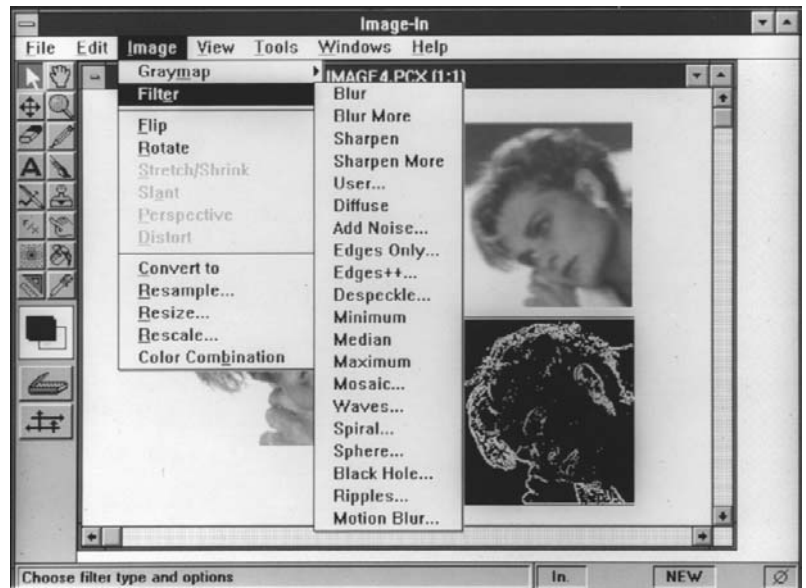 Image-In
File Edit Image View Tools Windows Help
IMAGE4.PCX (1:1)
Graymap
Filter
Flip
Rotate
Stretch/Shrink
Slant
Perspective
Distort
Convert to
Resample...
Resize...
Rescale...
Color Combination
Blur
Blur More
Sharpen
Sharpen More
User...
Diffuse
Add Noise...
Edges Only...
Edges++...
Despeckle...
Minimum
Median
Maximum
Mosaic...
Waves...
Spiral...
Sphere...
Black Hole...
Ripples...
Motion Blur...
A
Choose filter type and options
In.
NEW